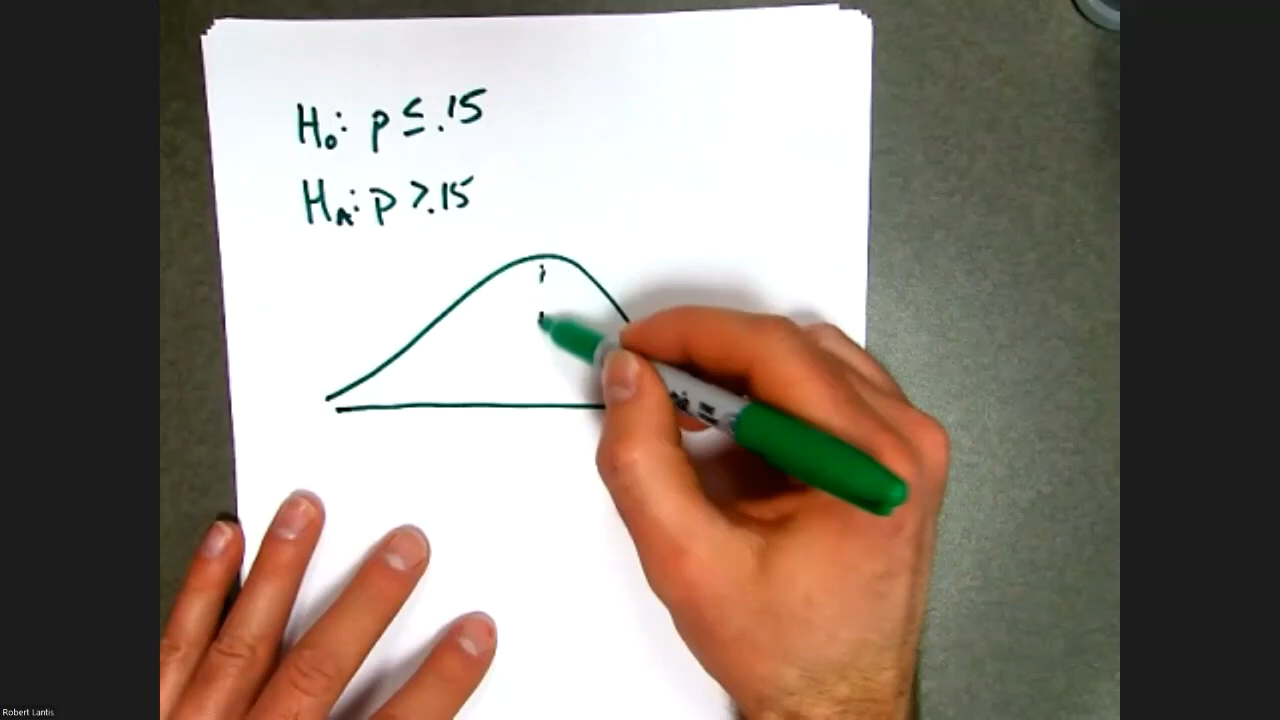 H₀: p ≤ .15
Hₐ: p > .15
Robert Lantis